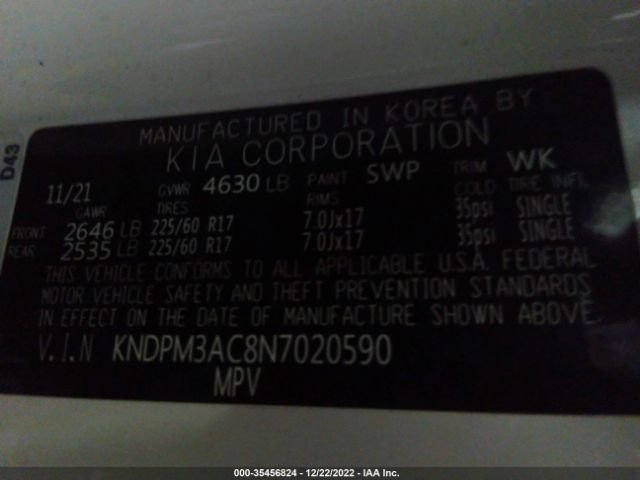 D43
MANUFACTURED IN KOREA BY
KIA CORPORATION
11/21 GVWR 4630 LB PAINT SWP TRIM WK
GAWR TIRES RIMS COLD TIRE INFL
FRONT 2646 LB 225/60 R17 7.0Jx17 35psi SINGLE
REAR 2535 LB 225/60 R17 7.0Jx17 35psi SINGLE
THIS VEHICLE CONFORMS TO ALL APPLICABLE U.S.A. FEDERAL
MOTOR VEHICLE SAFETY AND THEFT PREVENTION STANDARDS
IN EFFECT ON THE DATE OF MANUFACTURE SHOWN ABOVE.
V.I.N KNDPM3AC8N7020590
MPV
000-35456824 - 12/22/2022 - IAA Inc.